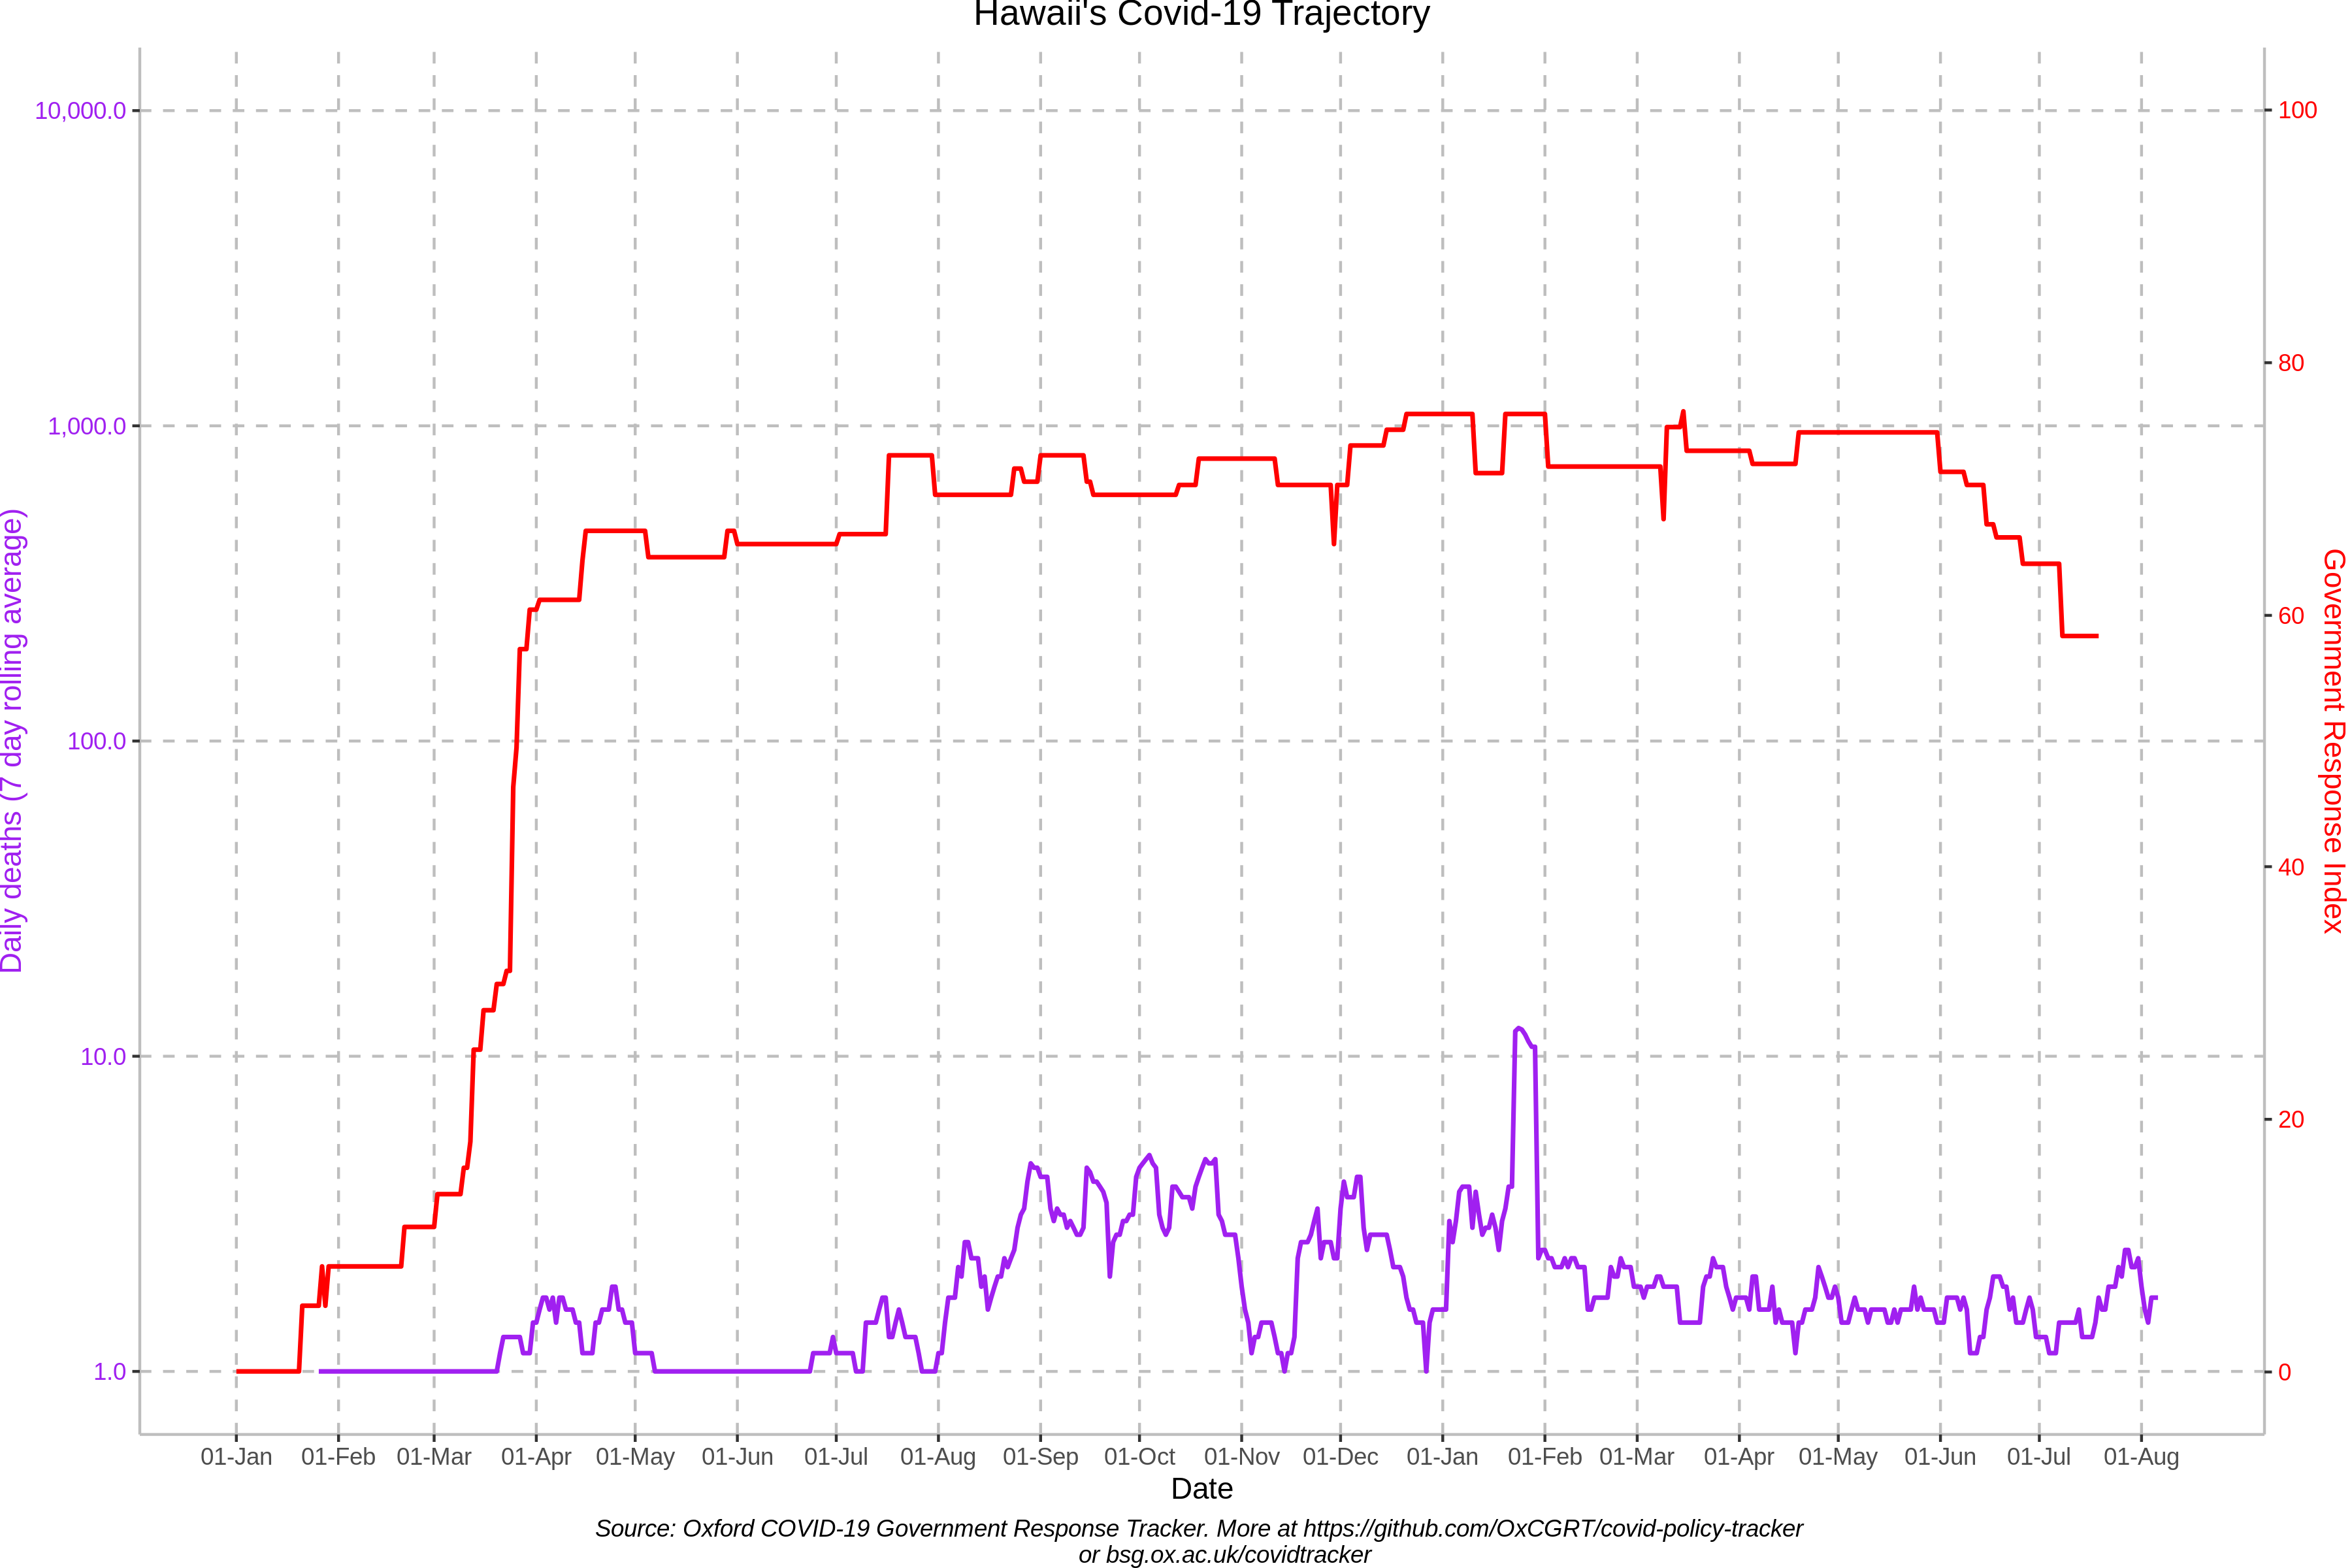 Hawaii's Covid-19 Trajectory
10,000.0
1,000.0
100.0
10.0
1.0
Daily deaths (7 day rolling average)
100
80
60
40
20
0
Government Response Index
01-Jan 01-Feb 01-Mar 01-Apr 01-May 01-Jun 01-Jul 01-Aug 01-Sep 01-Oct 01-Nov 01-Dec 01-Jan 01-Feb 01-Mar 01-Apr 01-May 01-Jun 01-Jul 01-Aug
Date
Source: Oxford COVID-19 Government Response Tracker. More at https://github.com/OxCGRT/covid-policy-tracker
or bsg.ox.ac.uk/covidtracker